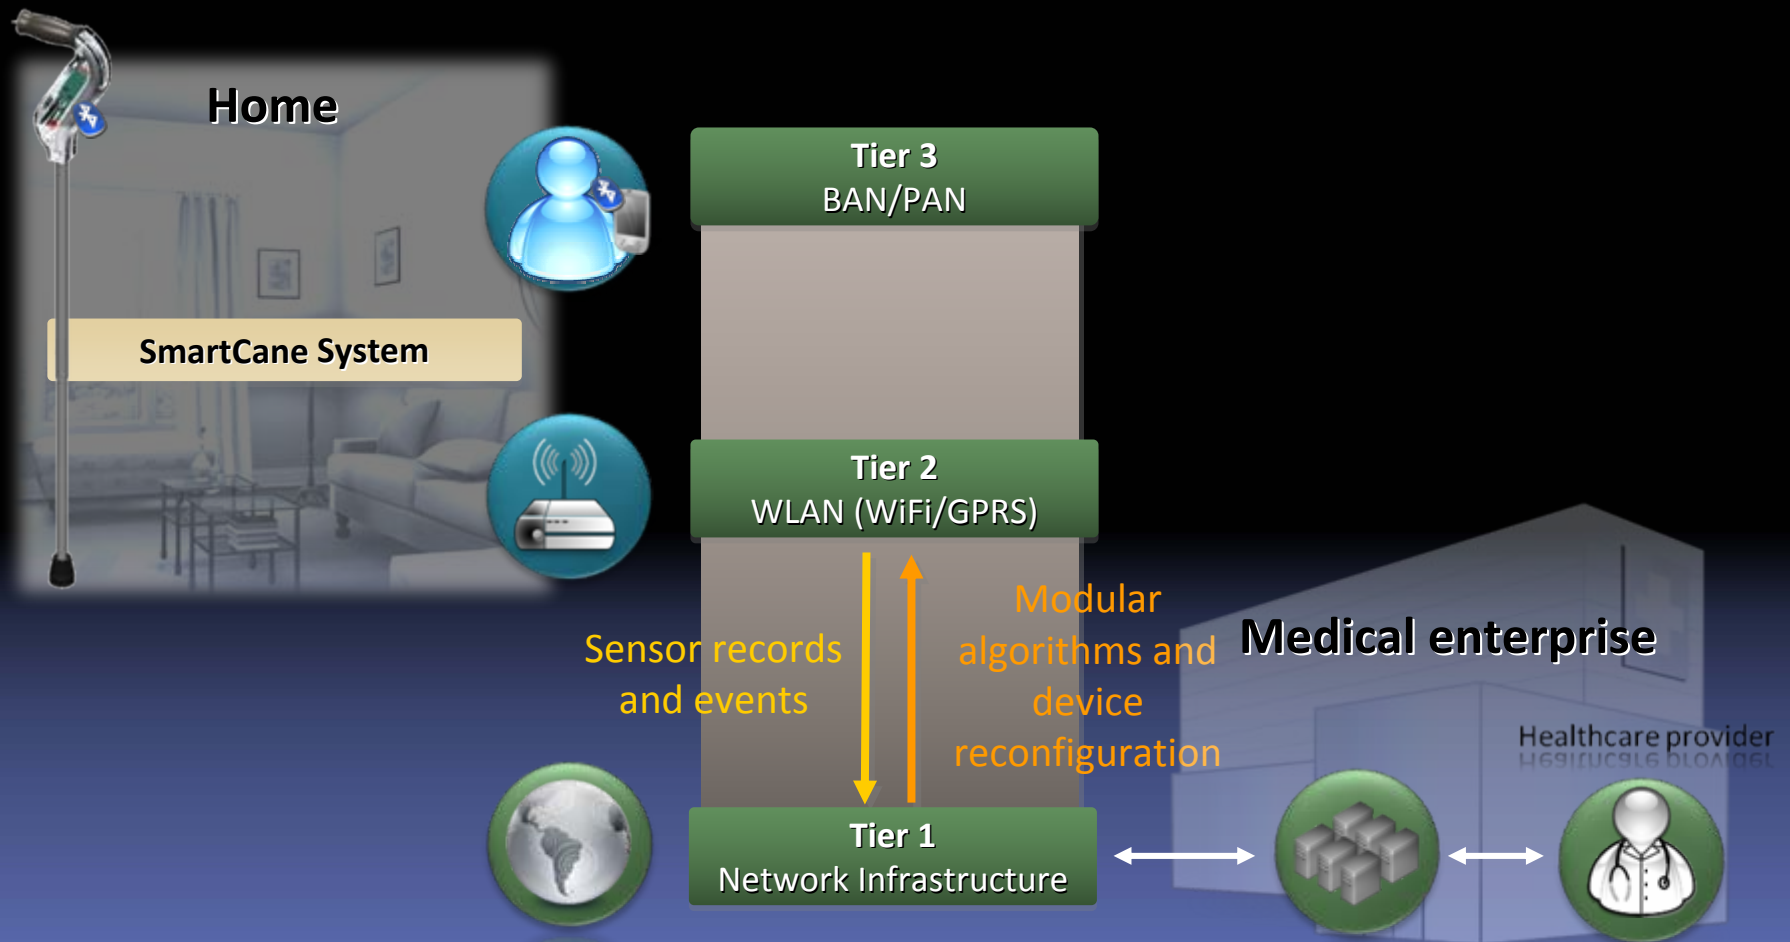 Home
Tier 3
BAN/PAN
SmartCane System
Tier 2
WLAN (WiFi/GPRS)
Sensor records
and events
Modular
algorithms and
device
reconfiguration
Medical enterprise
Healthcare provider
Tier 1
Network Infrastructure